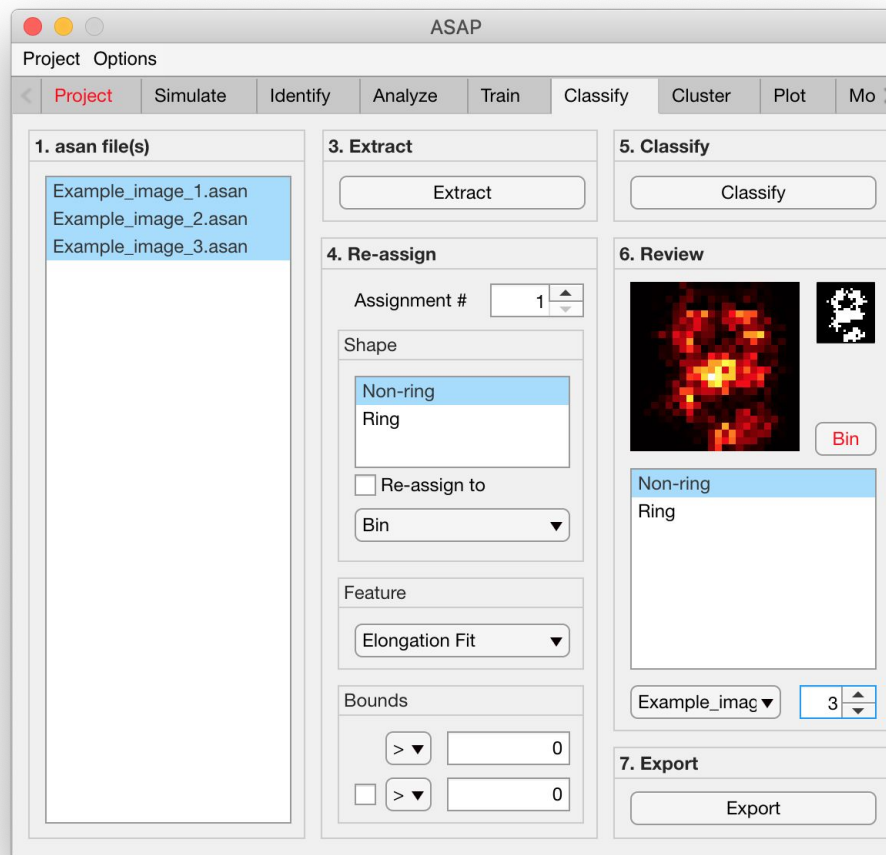 ASAP
Project Options
Project Simulate Identify Analyze Train Classify Cluster Plot Mo
1. asan file(s)
Example_image_1.asan
Example_image_2.asan
Example_image_3.asan
3. Extract
Extract
4. Re-assign
Assignment # 1
Shape
Non-ring
Ring
Re-assign to
Bin
Feature
Elongation Fit
Bounds
> 0
> 0
5. Classify
Classify
6. Review
Bin
Non-ring
Ring
Example_imag 3
7. Export
Export